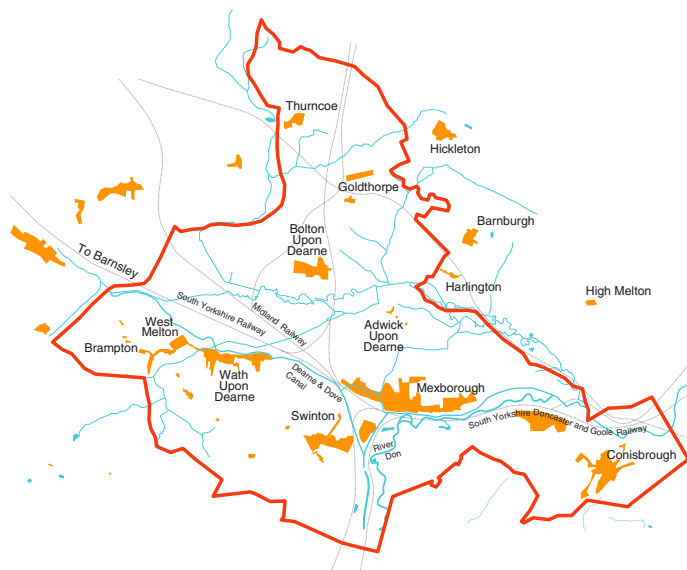 Thurncoe
Hickleton
Goldthorpe
Barnburgh
Bolton
Upon
Dearne
To Barnsley
Harlington
High Melton
South Yorkshire Railway
Midland Railway
West
Melton
Adwick
Upon
Dearne
Brampton
Wath
Upon
Dearne
Dearne & Dove
Canal
Mexborough
Swinton
South Yorkshire Doncaster and Goole Railway
River
Don
Conisbrough